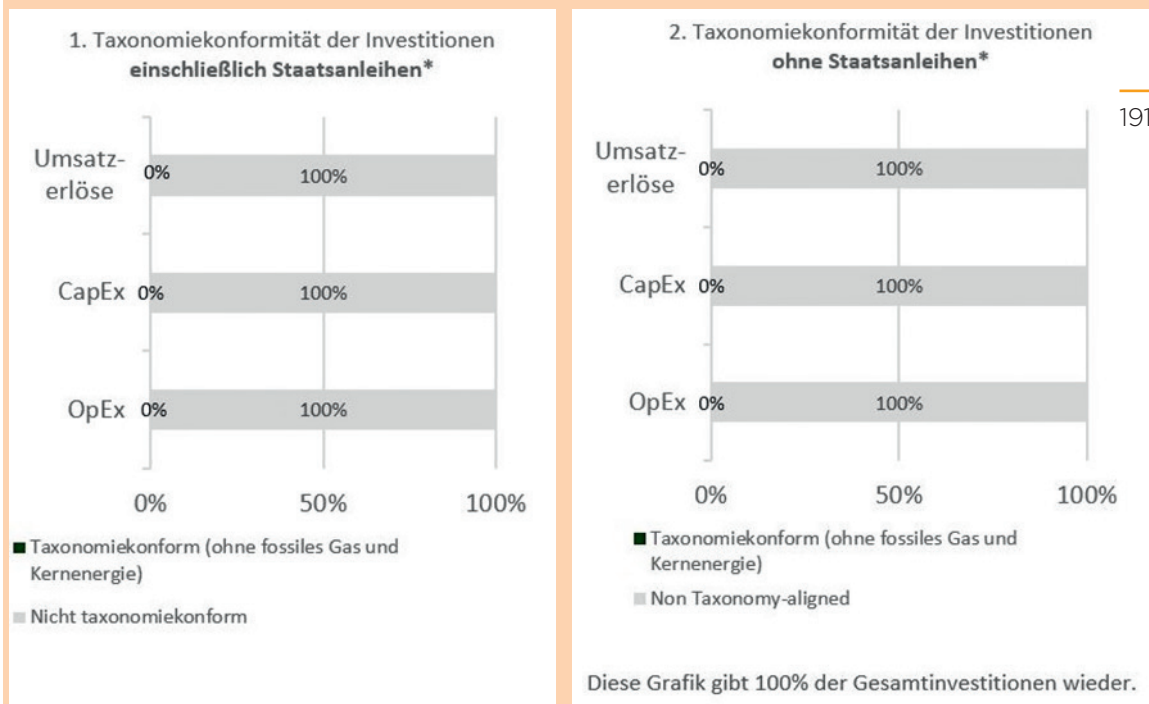 1. Taxonomiekonformität der Investitionen
einschließlich Staatsanleihen*
Umsatz-
erlöse
0% 100%
CapEx 0% 100%
OpEx 0% 100%
0% 50% 100%
Taxonomiekonform (ohne fossiles Gas und
Kernenergie)
Nicht taxonomiekonform
2. Taxonomiekonformität der Investitionen
ohne Staatsanleihen*
Umsatz-
erlöse
0% 100%
CapEx 0% 100%
OpEx 0% 100%
0% 50% 100%
Taxonomiekonform (ohne fossiles Gas und
Kernenergie)
Non Taxonomy-aligned
Diese Grafik gibt 100% der Gesamtinvestitionen wieder.
191